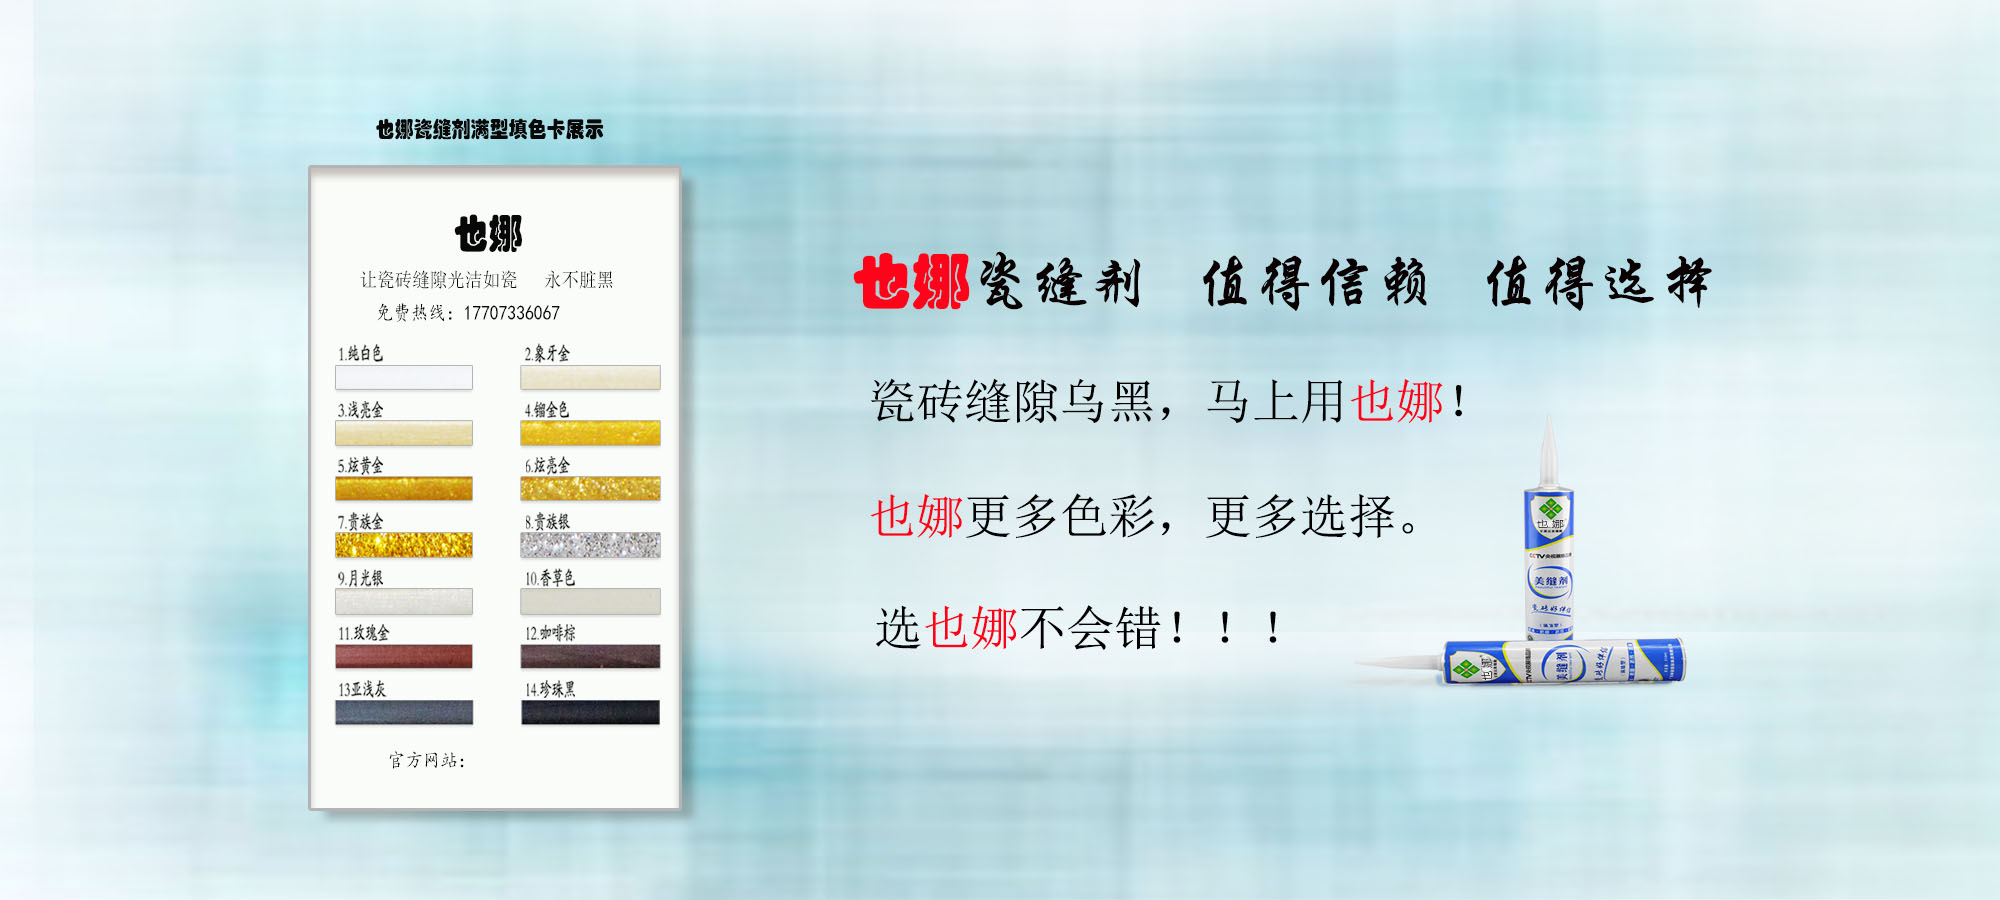 也娜瓷缝剂满型填色卡展示
也娜
让瓷砖缝隙光洁如瓷 永不脏黑
免费热线：17707336067
1.纯白色 2.象牙金
3.浅亮金 4.镏金色
5.炫黄金 6.炫亮金
7.贵族金 8.贵族银
9.月光银 10.香草色
11.玫瑰金 12.咖啡棕
13亚浅灰 14.珍珠黑
官方网站：
也娜瓷缝剂 值得信赖 值得选择
瓷砖缝隙乌黑，马上用也娜！
也娜更多色彩，更多选择。
选也娜不会错！！！
也娜
美缝剂
瓷砖好伴侣
也娜
美缝剂